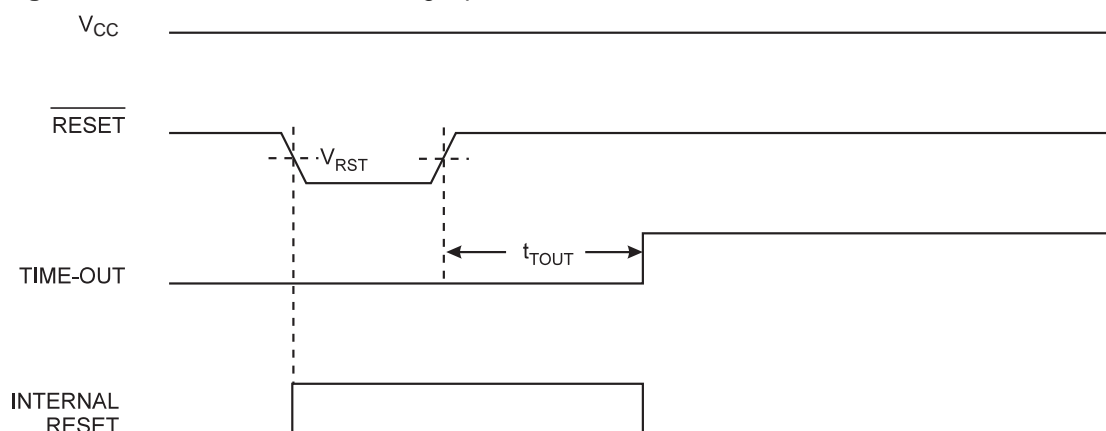 VCC
RESET
VRST
tTOUT
TIME-OUT
INTERNAL
RESET